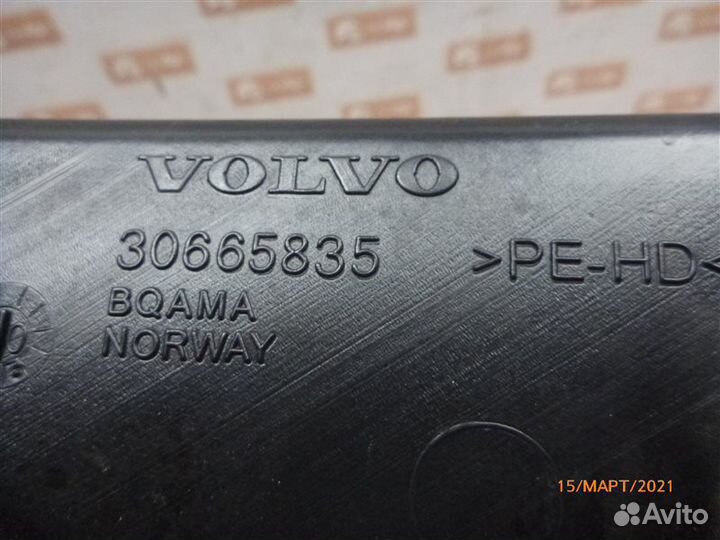 VOLVO
30665835
>PE-HD<
BQAMA
NORWAY
15/МАРТ/2021
Avito